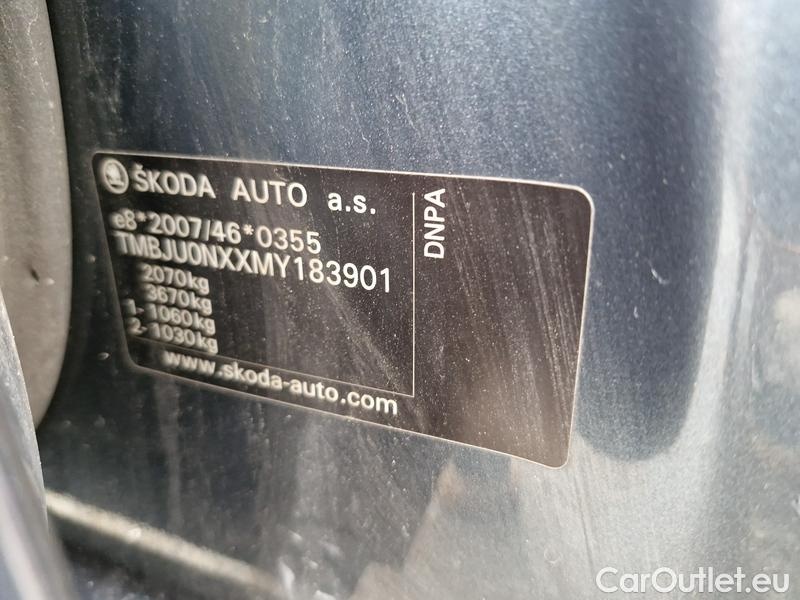 ŠKODA AUTO a.s.
e8*2007/46*0355
TMBJU0NXXMY183901
2070kg
3670kg
1- 1060kg
2- 1030kg
www.skoda-auto.com
DNPA
CarOutlet.eu